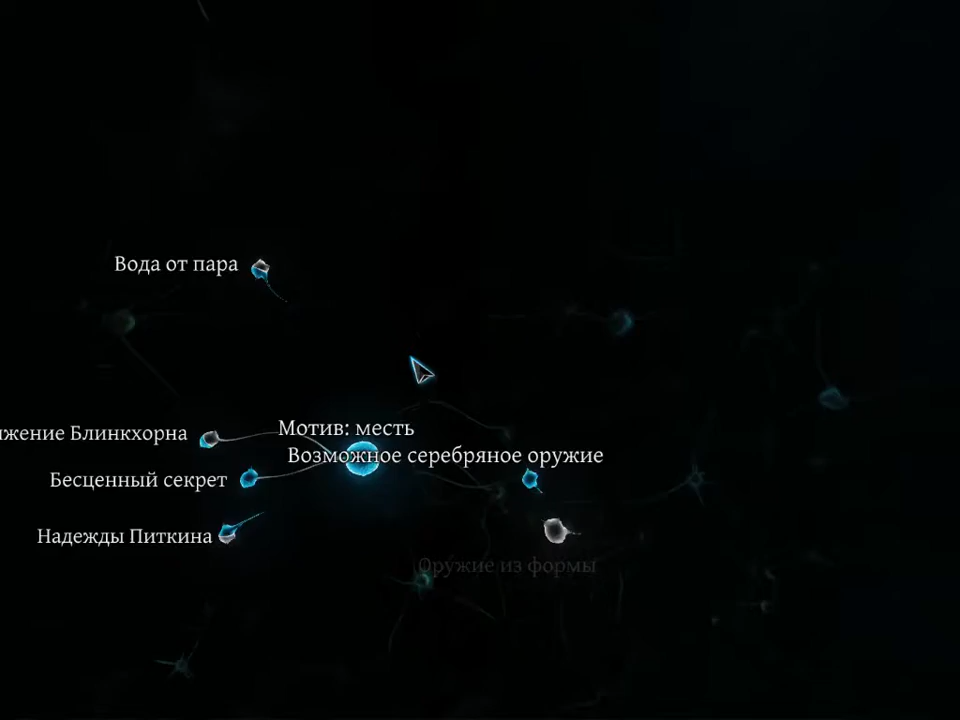 Вода от пара
Мотив: месть
жение Блинкхорна
Возможное серебряное оружие
Бесценный секрет
Надежды Питкина
Оружие из формы